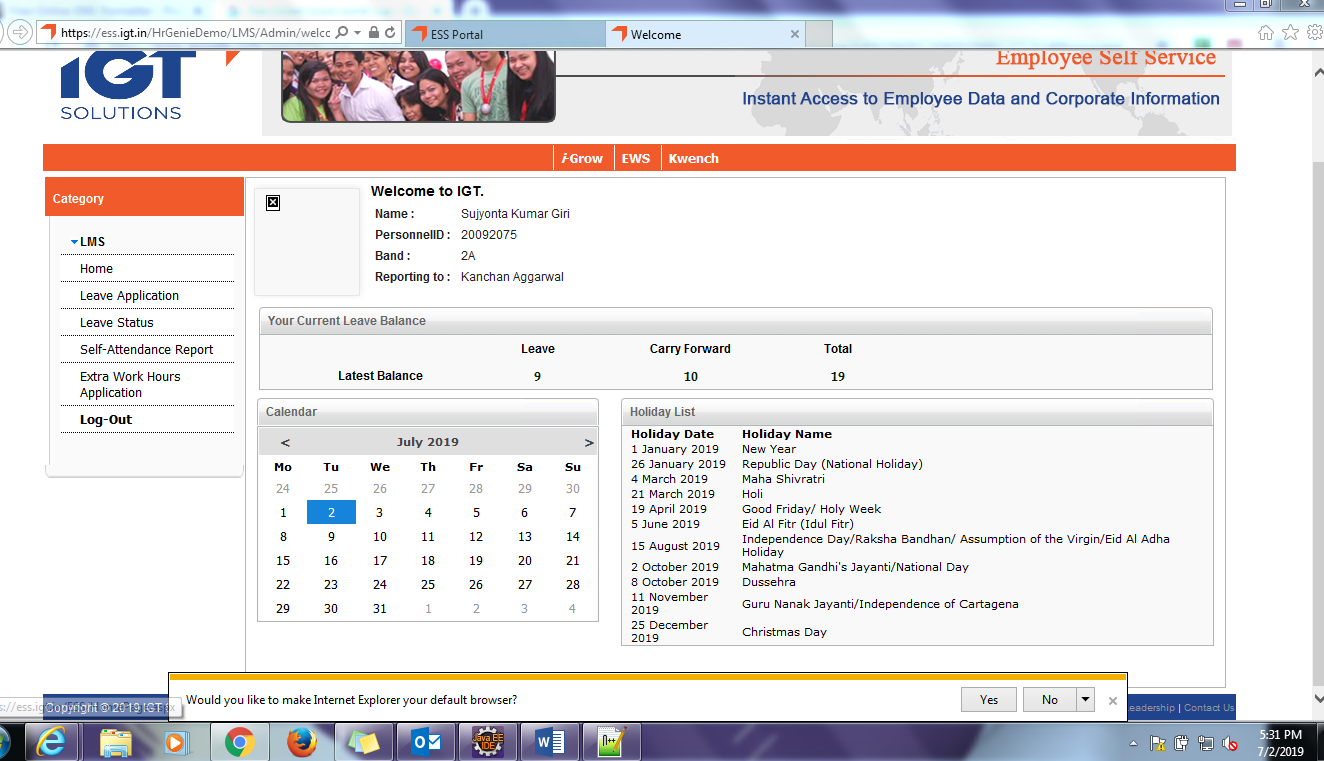 https://ess.igt.in/HrGenieDemo/LMS/Admin/welcc
ESS Portal
Welcome
IGT
SOLUTIONS
Employee Self Service
Instant Access to Employee Data and Corporate Information
i-Grow EWS Kwench
Category
LMS
Home
Leave Application
Leave Status
Self-Attendance Report
Extra Work Hours
Application
Log-Out
Welcome to IGT.
Name : Sujyonta Kumar Giri
PersonnelID : 20092075
Band : 2A
Reporting to : Kanchan Aggarwal
Your Current Leave Balance
Leave Carry Forward Total
Latest Balance 9 10 19
Calendar
< July 2019 >
Mo Tu We Th Fr Sa Su
24 25 26 27 28 29 30
1 2 3 4 5 6 7
8 9 10 11 12 13 14
15 16 17 18 19 20 21
22 23 24 25 26 27 28
29 30 31 1 2 3 4
Holiday List
Holiday Date Holiday Name
1 January 2019 New Year
26 January 2019 Republic Day (National Holiday)
4 March 2019 Maha Shivratri
21 March 2019 Holi
19 April 2019 Good Friday/ Holy Week
5 June 2019 Eid Al Fitr (Idul Fitr)
15 August 2019 Independence Day/Raksha Bandhan/ Assumption of the Virgin/Eid Al Adha
Holiday
2 October 2019 Mahatma Gandhi's Jayanti/National Day
8 October 2019 Dussehra
11 November
2019 Guru Nanak Jayanti/Independence of Cartagena
25 December
2019 Christmas Day
Would you like to make Internet Explorer your default browser?
Yes No
Copyright © 2019 IGT
eadership | Contact Us
Java EE
IDE
5:31 PM
7/2/2019